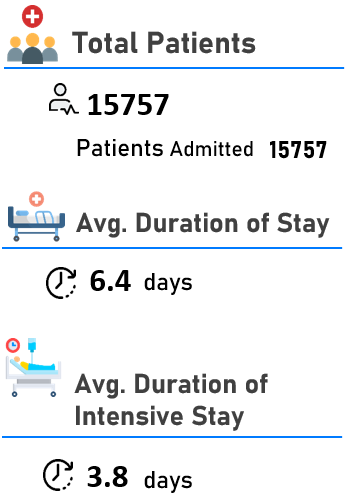 Total Patients
15757
Patients Admitted 15757
Avg. Duration of Stay
6.4 days
Avg. Duration of
Intensive Stay
3.8 days